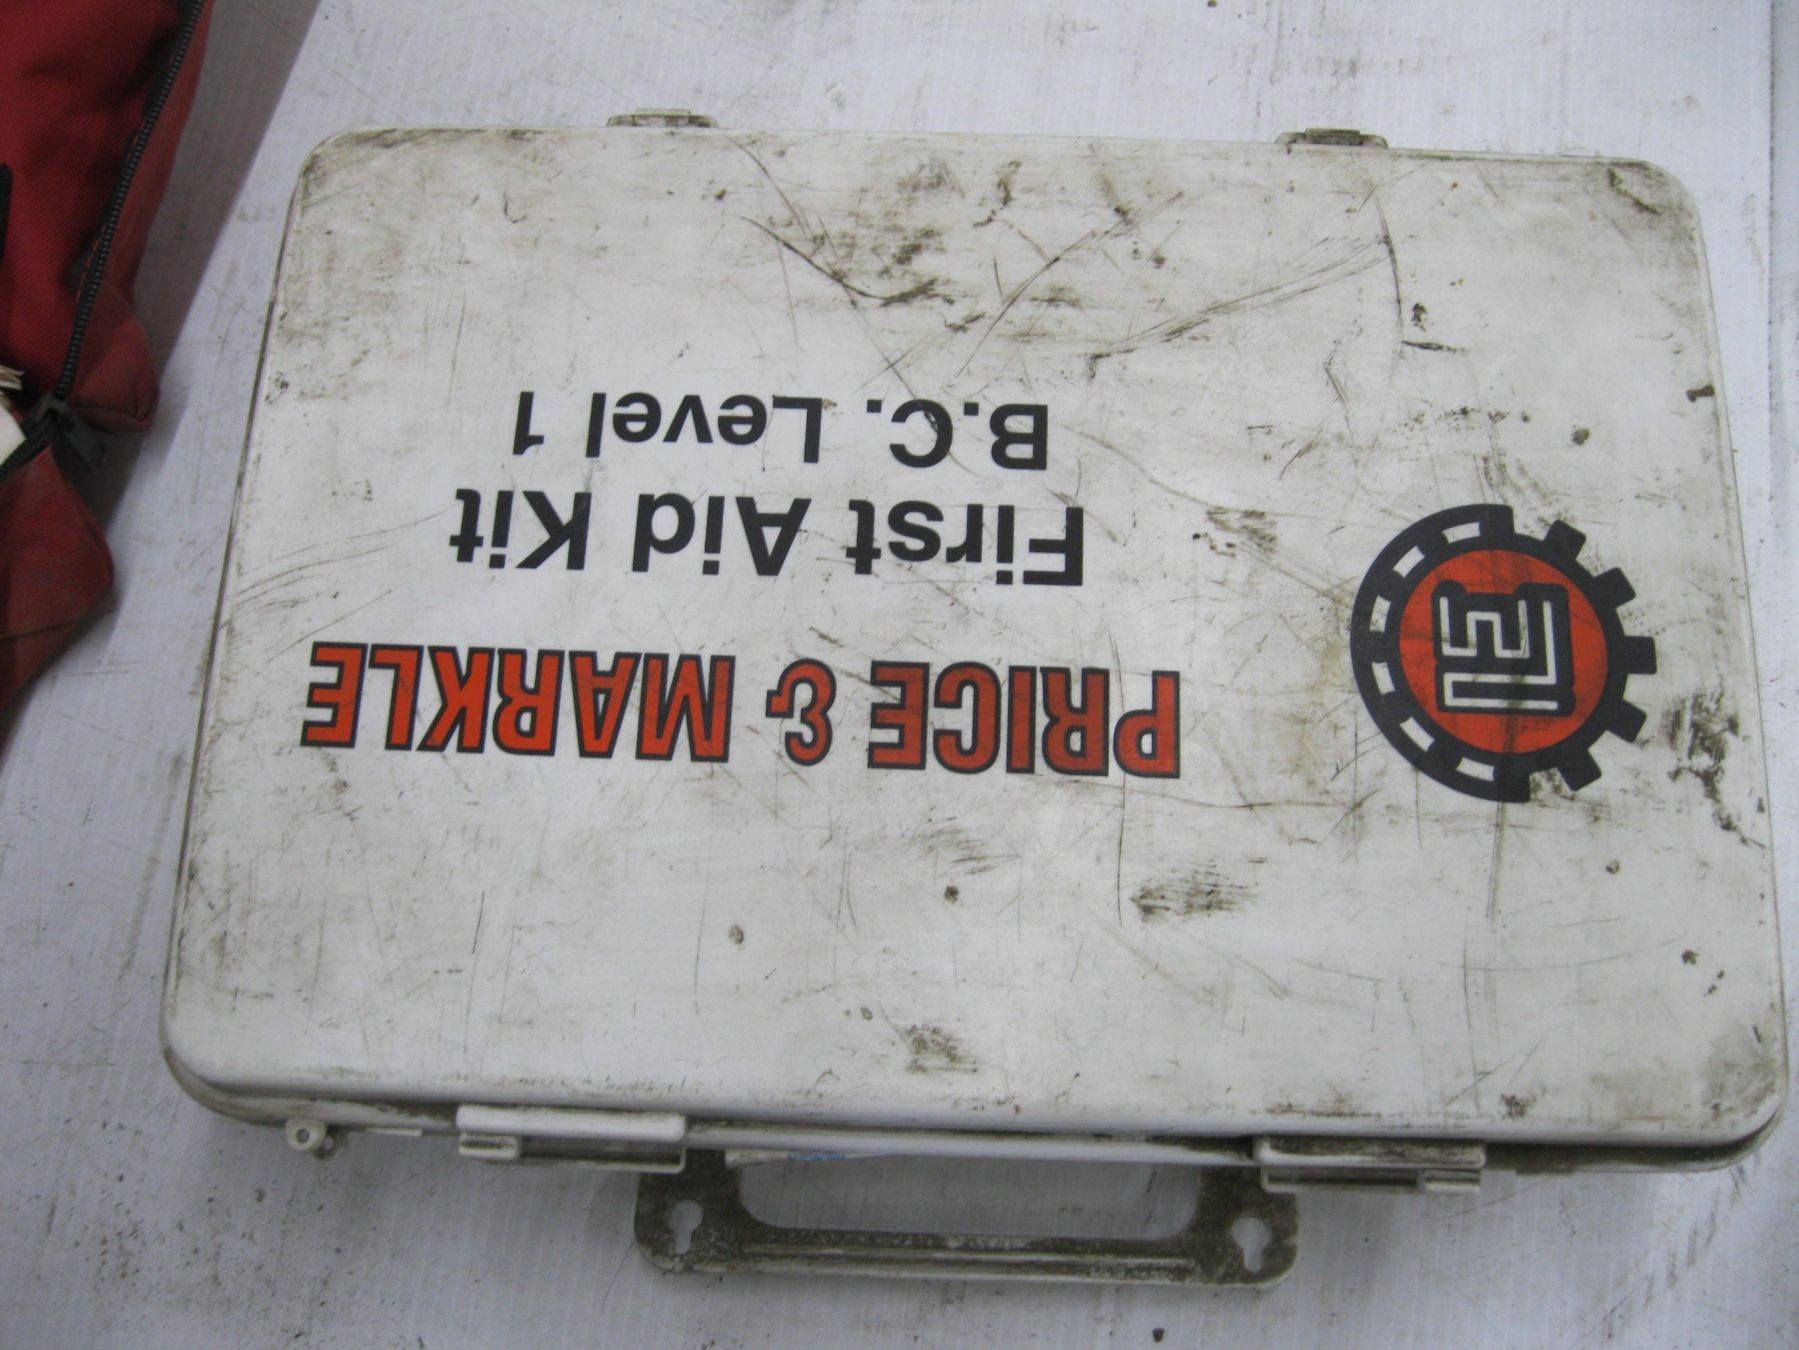 PRICE & MARKLE
First Aid Kit
B.C. Level 1